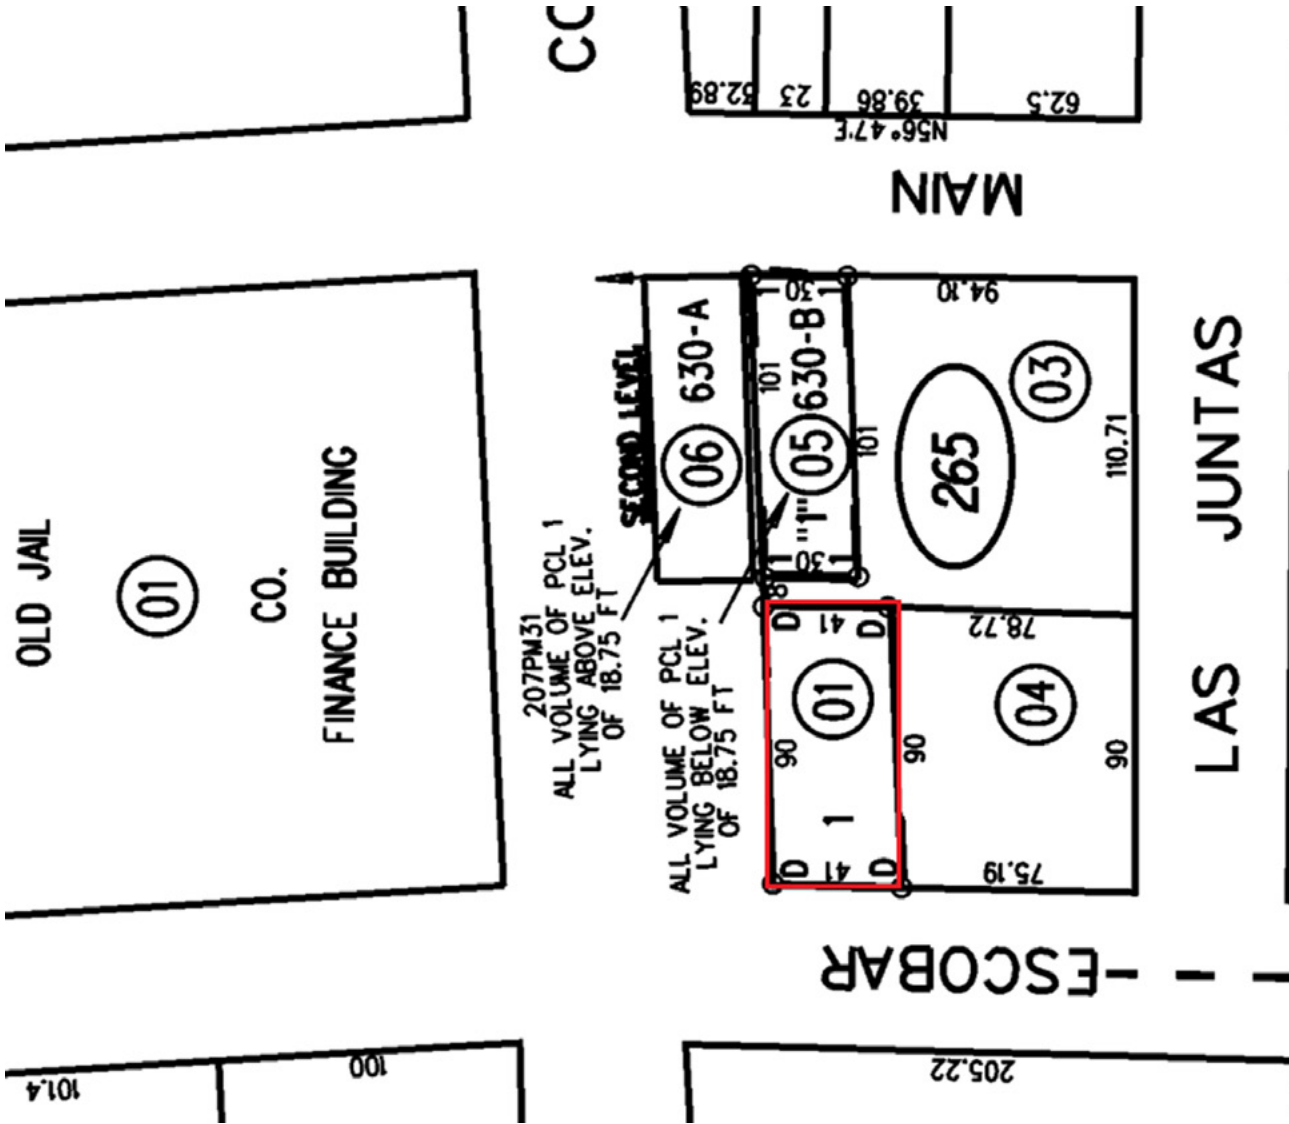 CO
32.89
23
39.86
62.5
N56°47'E
MAIN
30
94.10
630-A
"1" 630-B
101
101
SECOND LEVEL
06
05
265
03
110.71
JUNTAS
30
8
OLD JAIL
01
CO.
FINANCE BUILDING
207PM31
ALL VOLUME OF PCL 1
LYING ABOVE ELEV.
OF 18.75 FT
ALL VOLUME OF PCL 1
LYING BELOW ELEV.
OF 18.75 FT
D
41
D
78.72
01
04
90
90
90
LAS
1
D
41
D
75.19
ESCOBAR
101.4
100
205.22